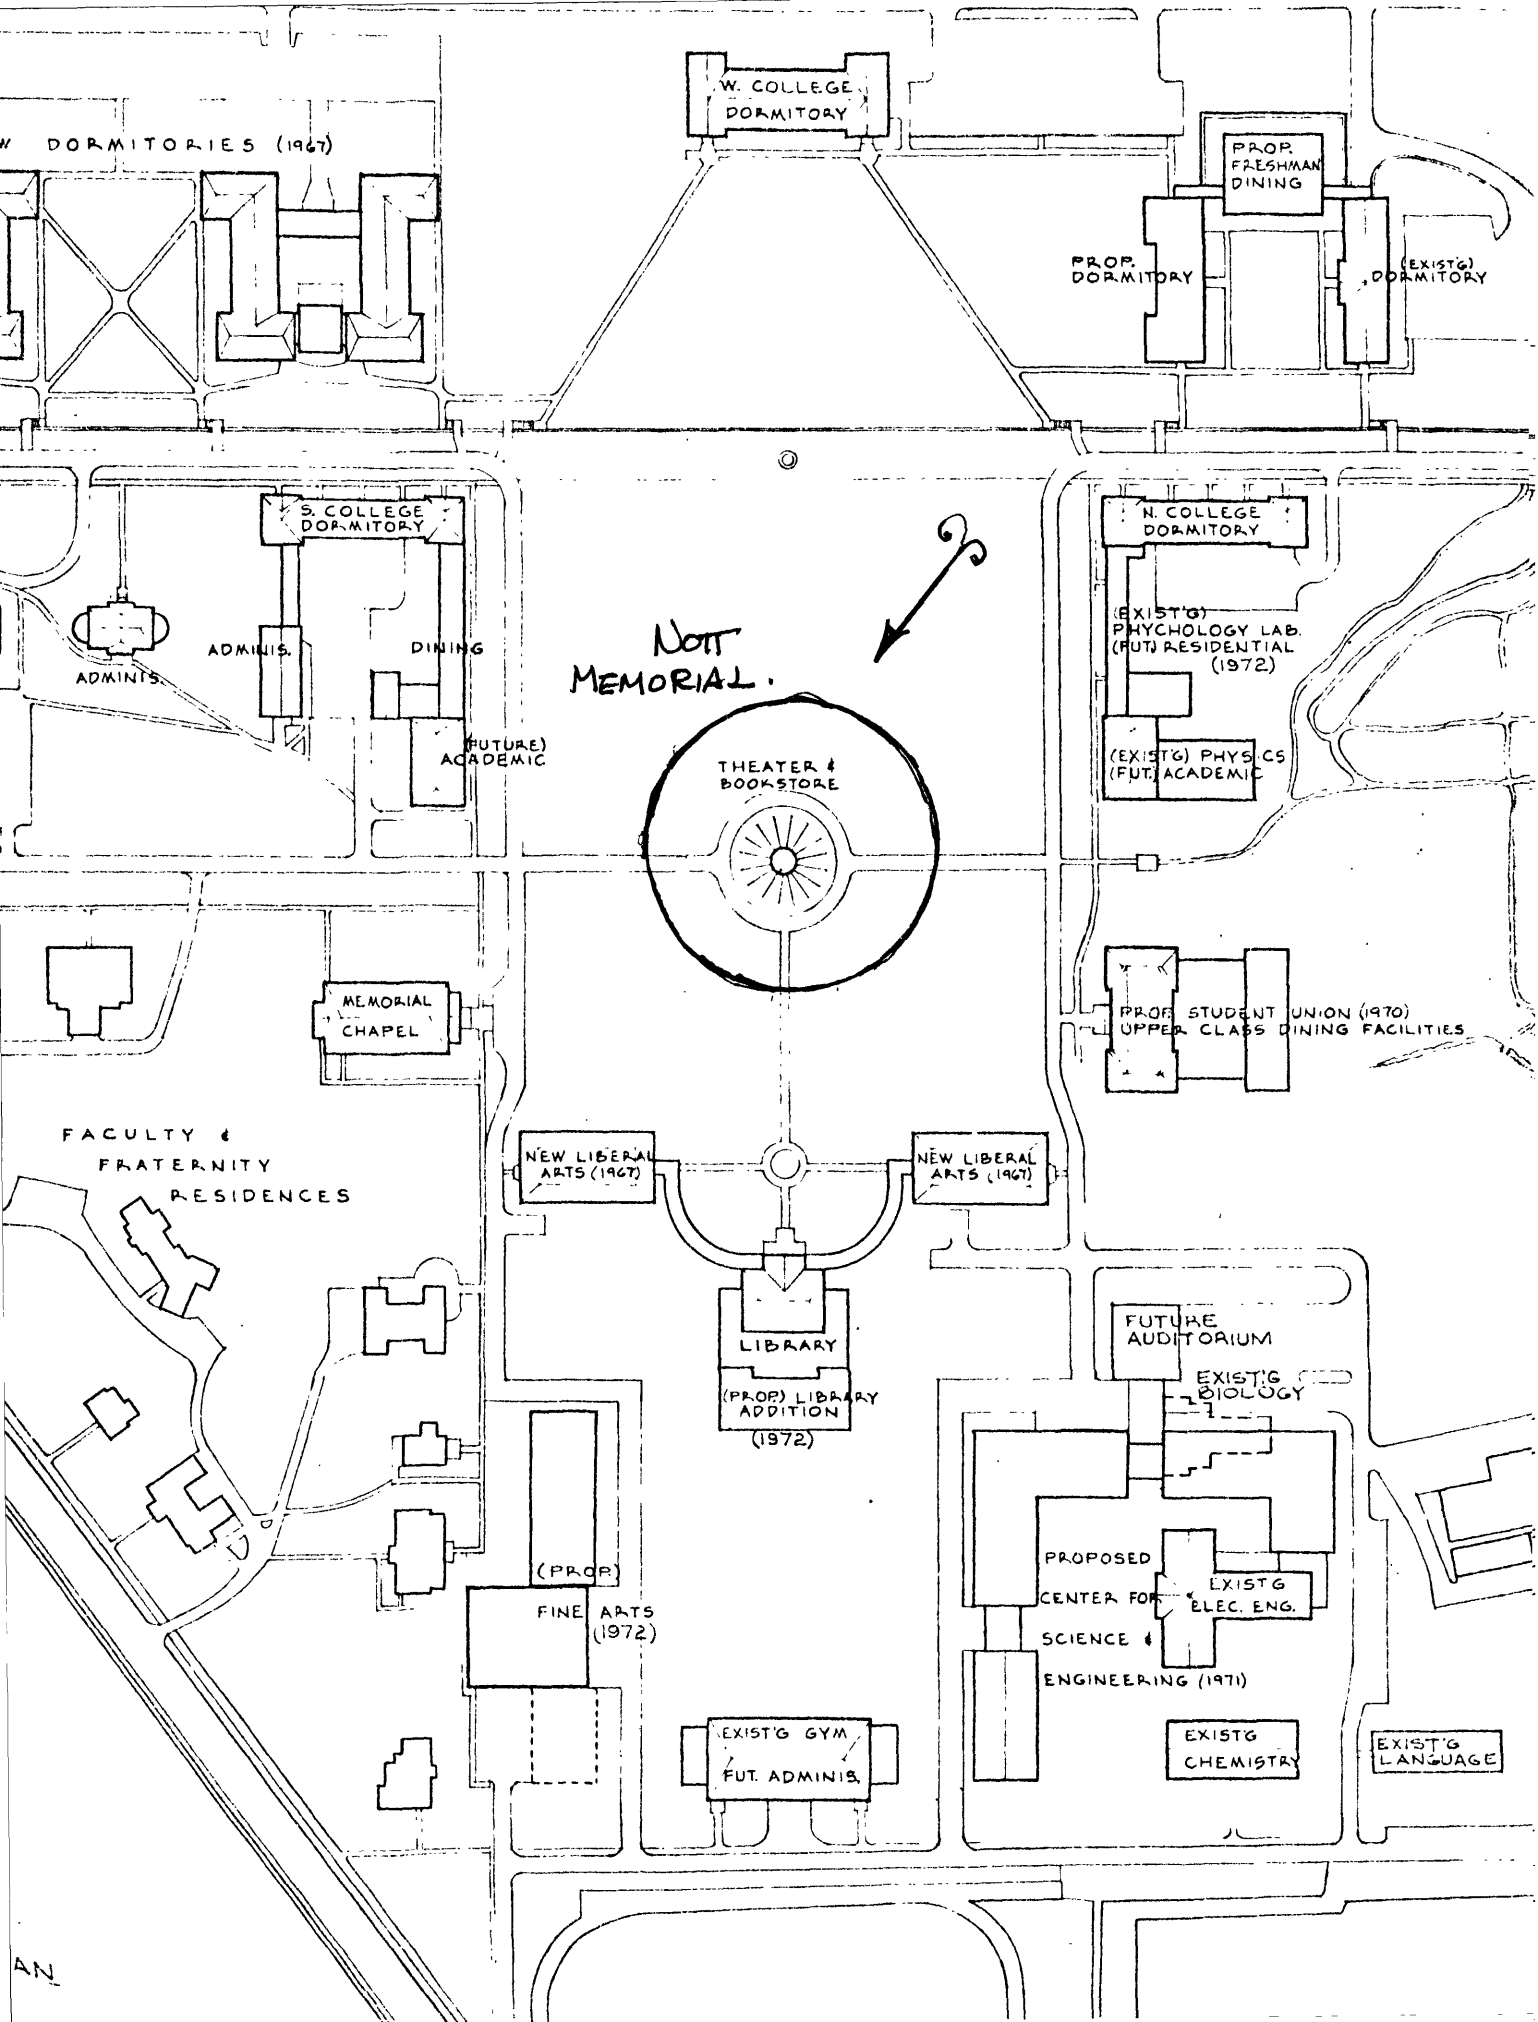 W. COLLEGE
DORMITORY
DORMITORIES (1967)
PROP.
FRESHMAN
DINING
PROP.
DORMITORY
(EXIST'G)
DORMITORY
S. COLLEGE
DORMITORY
N. COLLEGE
DORMITORY
ADMINIS.
ADMINIS.
DINING
NOTT
MEMORIAL.
(EXIST'G)
PHYCHOLOGY LAB.
(FUT.) RESIDENTIAL
(1972)
(FUTURE)
ACADEMIC
THEATER &
BOOKSTORE
(EXIST'G) PHYSICS
(FUT.) ACADEMIC
MEMORIAL
CHAPEL
PROP. STUDENT UNION (1970)
UPPER CLASS DINING FACILITIES
FACULTY &
FRATERNITY
RESIDENCES
NEW LIBERAL
ARTS (1967)
NEW LIBERAL
ARTS (1967)
LIBRARY
(PROP.) LIBRARY
ADDITION
(1972)
FUTURE
AUDITORIUM
EXIST'G
BIOLOGY
(PROP.)
FINE ARTS
(1972)
PROPOSED
CENTER FOR
SCIENCE &
ENGINEERING (1971)
EXIST'G
ELEC. ENG.
EXIST'G GYM
FUT. ADMINIS.
EXIST'G
CHEMISTRY
EXIST'G
LANGUAGE
AN